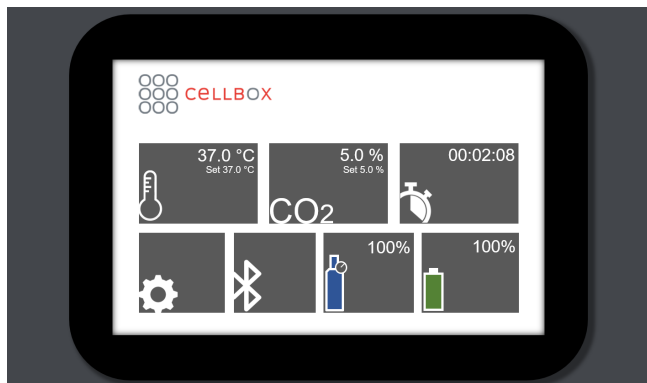 CELLBOX
37.0 °C
Set 37.0 °C
5.0 %
Set 5.0 %
CO2
00:02:08
100%
100%